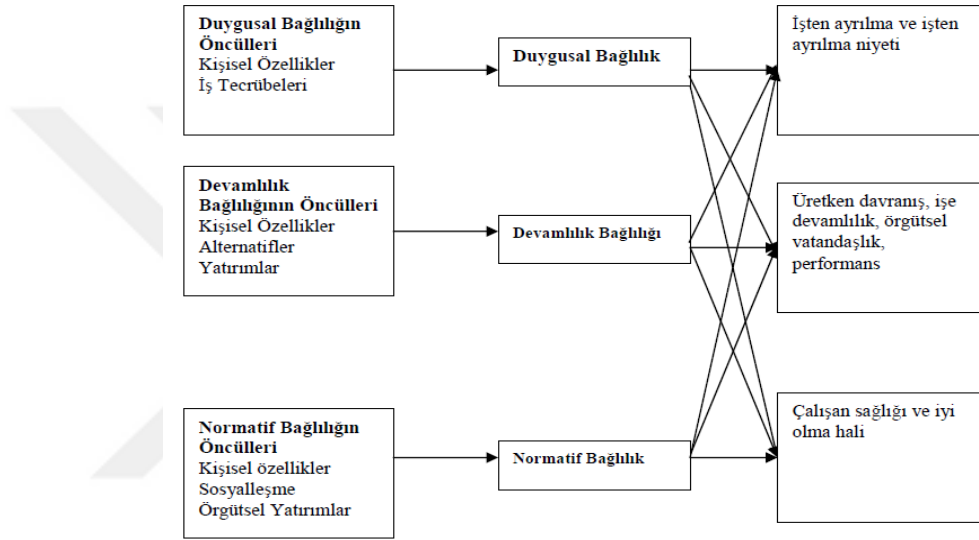 Duygusal Bağlılığın
Öncülleri
Kişisel Özellikler
İş Tecrübeleri
Duygusal Bağlılık
İşten ayrılma ve işten
ayrılma niyeti
Devamlılık
Bağlılığının Öncülleri
Kişisel Özellikler
Alternatifler
Yatırımlar
Devamlılık Bağlılığı
Üretken davranış, işe
devamlılık, örgütsel
vatandaşlık,
performans
Normatif Bağlılığın
Öncülleri
Kişisel özellikler
Sosyalleşme
Örgütsel Yatırımlar
Normatif Bağlılık
Çalışan sağlığı ve iyi
olma hali